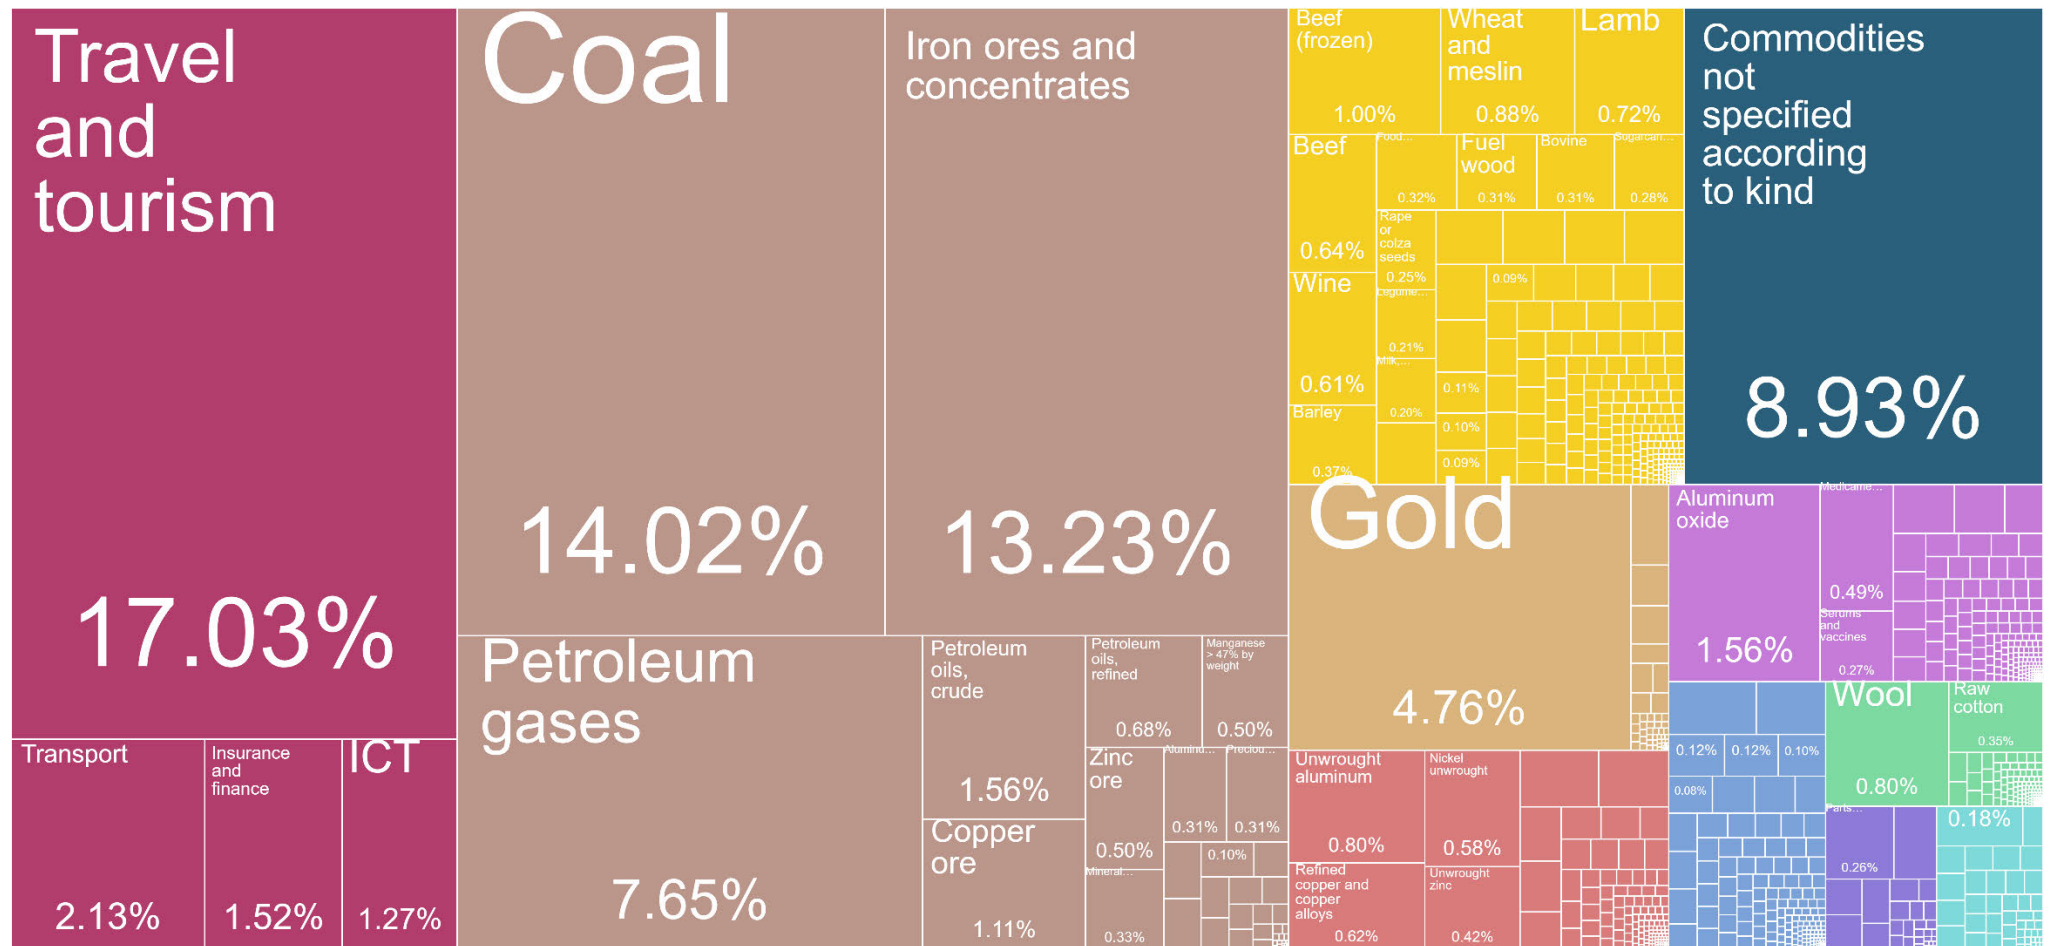 Travel
and
tourism
17.03%
Transport
2.13%
Insurance
and
finance
1.52%
ICT
1.27%
Coal
14.02%
Iron ores and
concentrates
13.23%
Petroleum
gases
7.65%
Petroleum
oils,
crude
1.56%
Copper
ore
1.11%
Petroleum
oils,
refined
0.68%
Manganese
> 47% by
weight
0.50%
Zinc
ore
0.50%
Aluminu...
0.31%
Preciou...
0.31%
Mineral...
0.33%
0.10%
Beef
(frozen)
1.00%
Wheat
and
meslin
0.88%
Lamb
0.72%
Beef
0.64%
Food...
0.32%
Fuel
wood
0.31%
Bovine
0.31%
Sugarcan...
0.28%
Wine
0.61%
Rape
or
colza
seeds
0.25%
Legume...
0.21%
Milk,...
0.20%
Barley
0.37%
0.09%
0.11%
0.10%
0.09%
Commodities
not
specified
according
to kind
8.93%
Gold
4.76%
Aluminum
oxide
1.56%
Medicame...
0.49%
Serums
and
vaccines
0.27%
Unwrought
aluminum
0.80%
Nickel
unwrought
0.58%
Refined
copper and
copper
alloys
0.62%
Unwrought
zinc
0.42%
0.12%
0.12%
0.10%
0.08%
Wool
0.80%
Raw
cotton
0.35%
Parts...
0.26%
0.18%